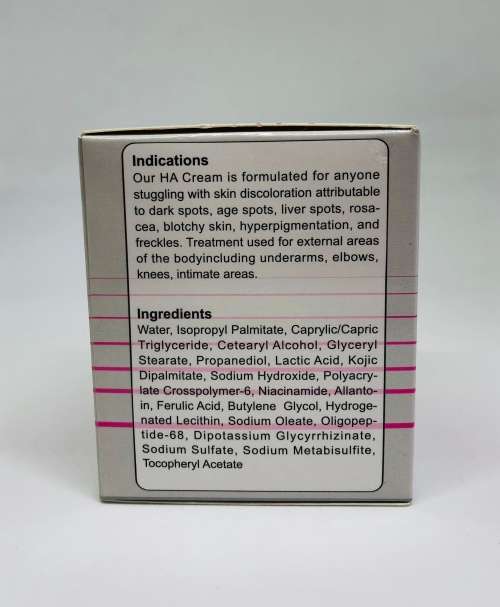 Indications
Our HA Cream is formulated for anyone
stuggling with skin discoloration attributable
to dark spots, age spots, liver spots, rosa-
cea, blotchy skin, hyperpigmentation, and
freckles. Treatment used for external areas
of the bodyincluding underarms, elbows,
knees, intimate areas.
Ingredients
Water, Isopropyl Palmitate, Caprylic/Capric
Triglyceride, Cetearyl Alcohol, Glyceryl
Stearate, Propanediol, Lactic Acid, Kojic
Dipalmitate, Sodium Hydroxide, Polyacry-
late Crosspolymer-6, Niacinamide, Allanto-
in, Ferulic Acid, Butylene Glycol, Hydroge-
nated Lecithin, Sodium Oleate, Oligopep-
tide-68, Dipotassium Glycyrrhizinate,
Sodium Sulfate, Sodium Metabisulfite,
Tocopheryl Acetate